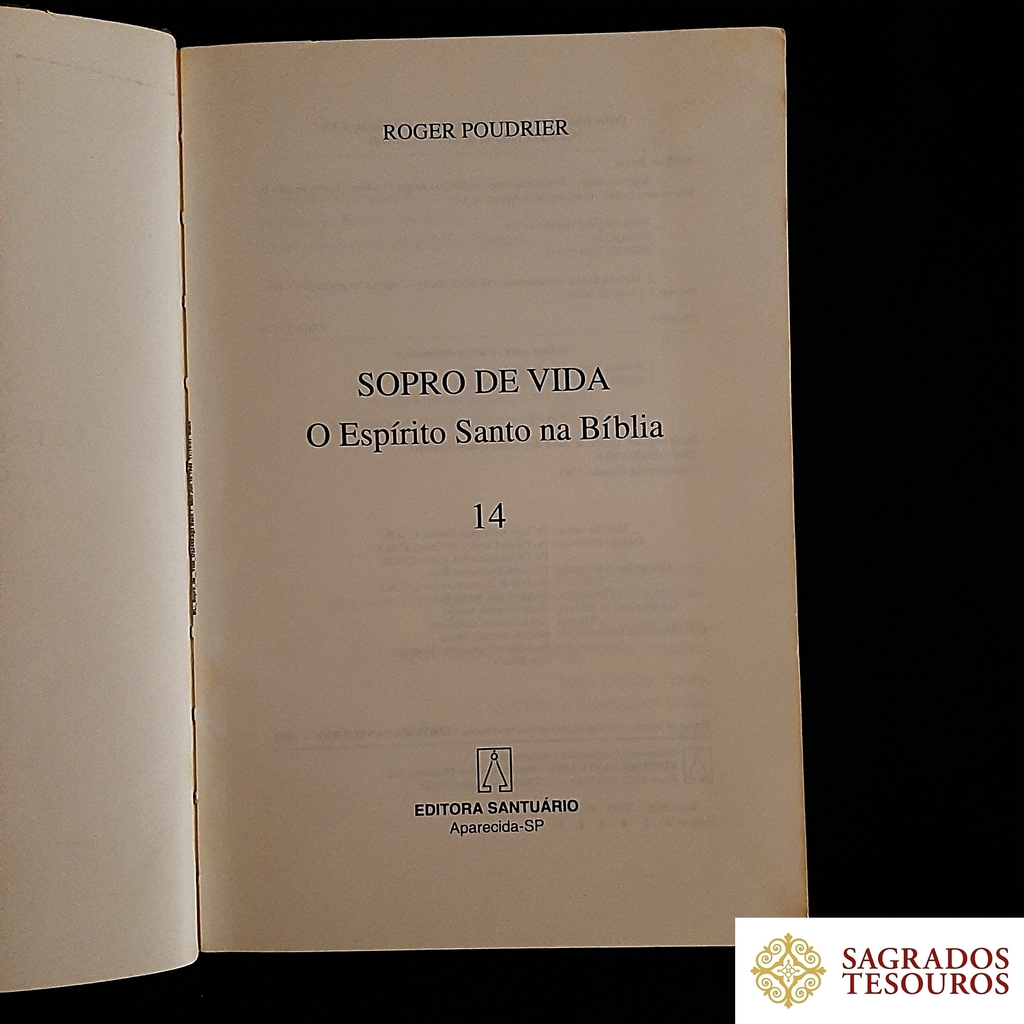 ROGER POUDRIER
SOPRO DE VIDA
O Espírito Santo na Bíblia
14
EDITORA SANTUÁRIO
Aparecida-SP
SAGRADOS
TESOUROS